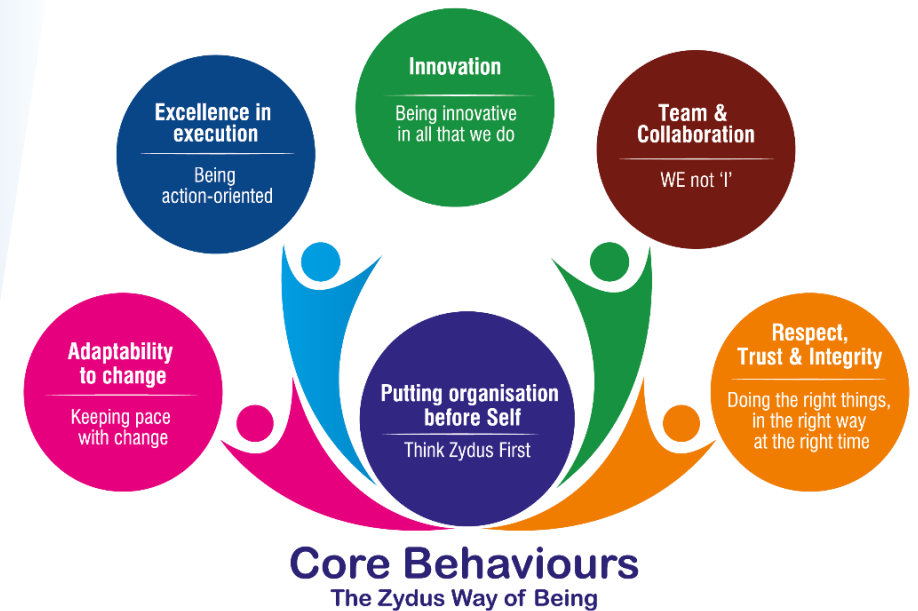 Innovation
Being innovative
in all that we do
Excellence in
execution
Being
action-oriented
Team &
Collaboration
WE not 'I'
Adaptability
to change
Keeping pace
with change
Putting organisation
before Self
Think Zydus First
Respect,
Trust & Integrity
Doing the right things,
in the right way
at the right time
Core Behaviours
The Zydus Way of Being